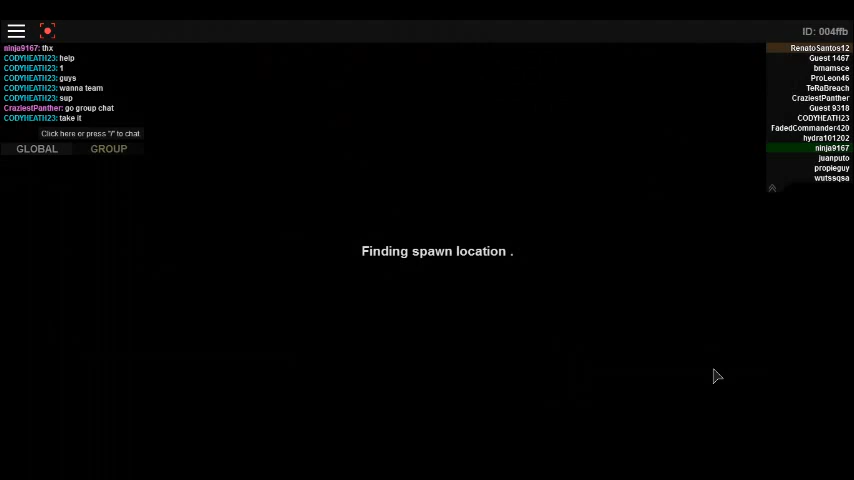 ID: 004ffb
ninja9167: thx
CODYHEATH23: help
CODYHEATH23: 1
CODYHEATH23: guys
CODYHEATH23: wanna team
CODYHEATH23: sup
CraziestPanther: go group chat
CODYHEATH23: take it
Click here or press "/" to chat
GLOBAL GROUP
RenatoSantos12
Guest 1467
bmamsce
ProLeon46
TeRaBreach
CraziestPanther
Guest 9318
CODYHEATH23
FadedCommander420
hydra101202
ninja9167
juanputo
propieguy
wutssqsa
Finding spawn location .